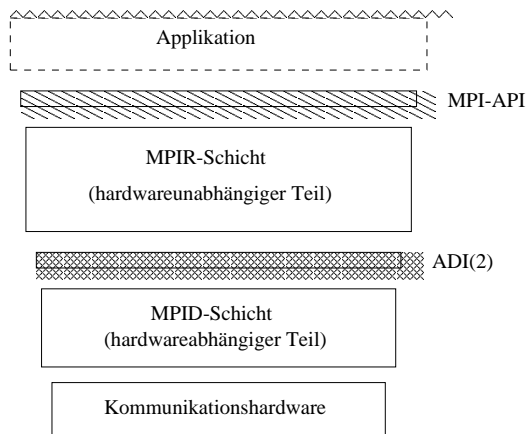 Applikation
MPI-API
MPIR-Schicht
(hardwareunabhängiger Teil)
ADI(2)
MPID-Schicht
(hardwareabhängiger Teil)
Kommunikationshardware